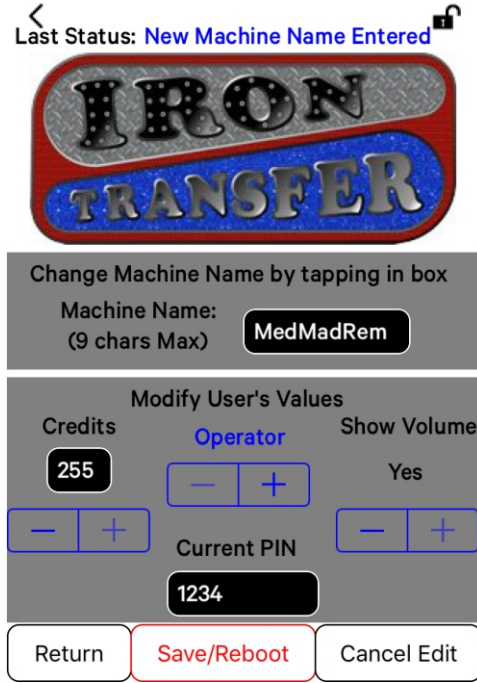 Last Status: New Machine Name Entered
IRON
TRANSFER
Change Machine Name by tapping in box
Machine Name:
(9 chars Max)
MedMadRem
Modify User's Values
Credits
Operator
Show Volume
255
Yes
− +
− +
− +
Current PIN
1234
Return
Save/Reboot
Cancel Edit